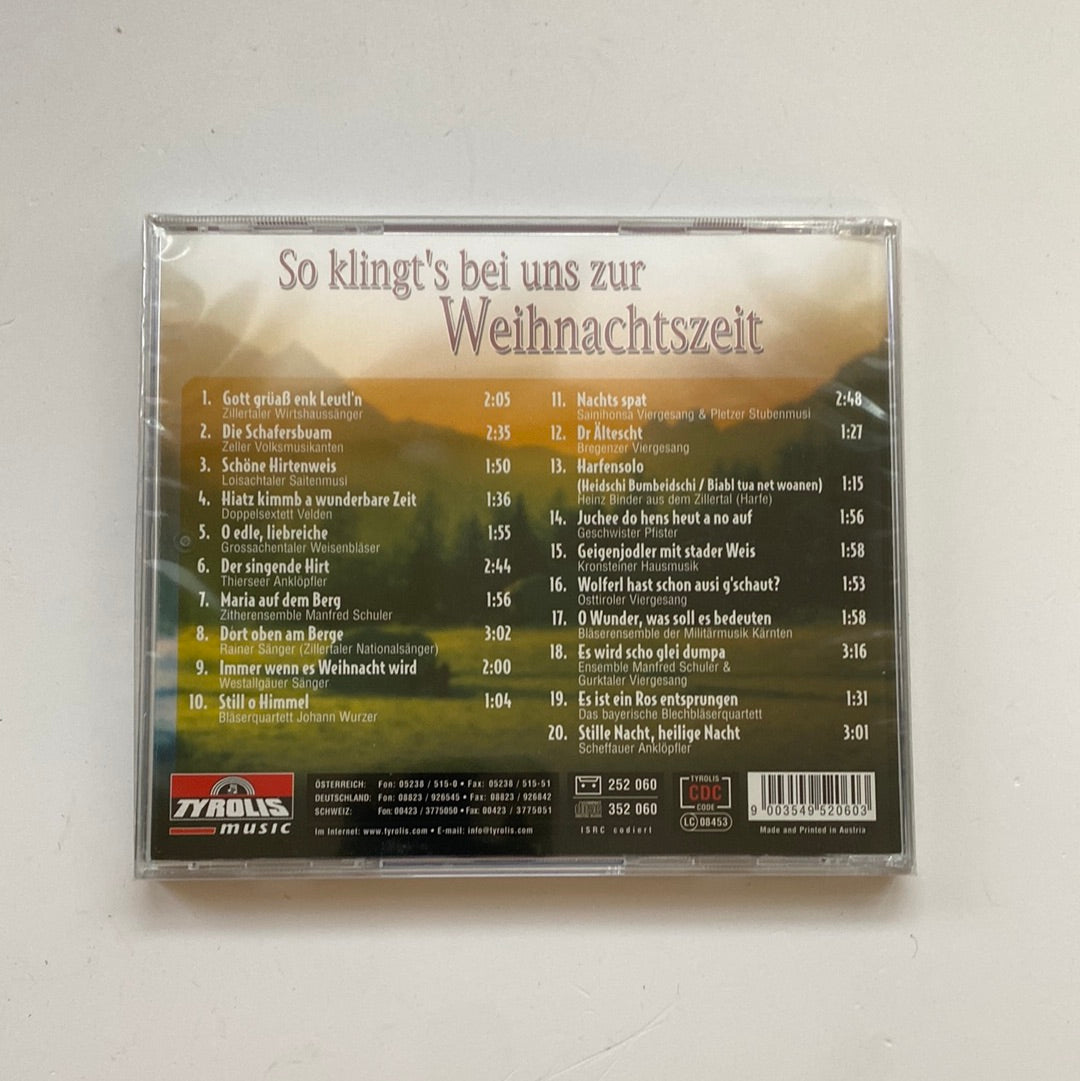 So klingt's bei uns zur
Weihnachtszeit
1. Gott grüaß enk Leutl'n 2:05
Zillertaler Wirtshaussänger
2. Die Schafersbuam 2:35
Zeller Volksmusikanten
3. Schöne Hirtenweis 1:50
Loisachtaler Saitenmusi
4. Hiatz kimmb a wunderbare Zeit 1:36
Doppelsextett Velden
5. O edle, liebreiche 1:55
Grossachentaler Weisenbläser
6. Der singende Hirt 2:44
Thierseer Anklöpfler
7. Maria auf dem Berg 1:56
Zitherensemble Manfred Schuler
8. Dort oben am Berge 3:02
Rainer Sänger (Zillertaler Nationalsänger)
9. Immer wenn es Weihnacht wird 2:00
Westallgäuer Sänger
10. Still o Himmel 1:04
Bläserquartett Johann Wurzer
11. Nachts spat 2:48
Sainihonsa Viergesang & Pletzer Stubenmusi
12. Dr Ältescht 1:27
Bregenzer Viergesang
13. Harfensolo
(Heidschi Bumbeidschi / Biabl tua net woanen) 1:15
Heinz Binder aus dem Zillertal (Harfe)
14. Juchee do hens heut a no auf 1:56
Geschwister Pfister
15. Geigenjodler mit stader Weis 1:58
Kronsteiner Hausmusik
16. Wolferl hast schon ausi g'schaut? 1:53
Osttiroler Viergesang
17. O Wunder, was soll es bedeuten 1:58
Bläserensemble der Militärmusik Kärnten
18. Es wird scho glei dumpa 3:16
Ensemble Manfred Schuler &
Gurktaler Viergesang
19. Es ist ein Ros entsprungen 1:31
Das bayerische Blechbläserquartett
20. Stille Nacht, heilige Nacht 3:01
Scheffauer Anklöpfler
TYROLIS
music
ÖSTERREICH: Fon: 05238 / 515-0 • Fax: 05238 / 515-51
DEUTSCHLAND: Fon: 08823 / 926545 • Fax: 08823 / 926842
SCHWEIZ: Fon: 00423 / 3775050 • Fax: 00423 / 3775051
Im Internet: www.tyrolis.com • E-mail: info@tyrolis.com
252 060
352 060
ISRC codiert
TYROLIS
CDC
CODE
LC 08453
9 003549 520603
Made and Printed in Austria